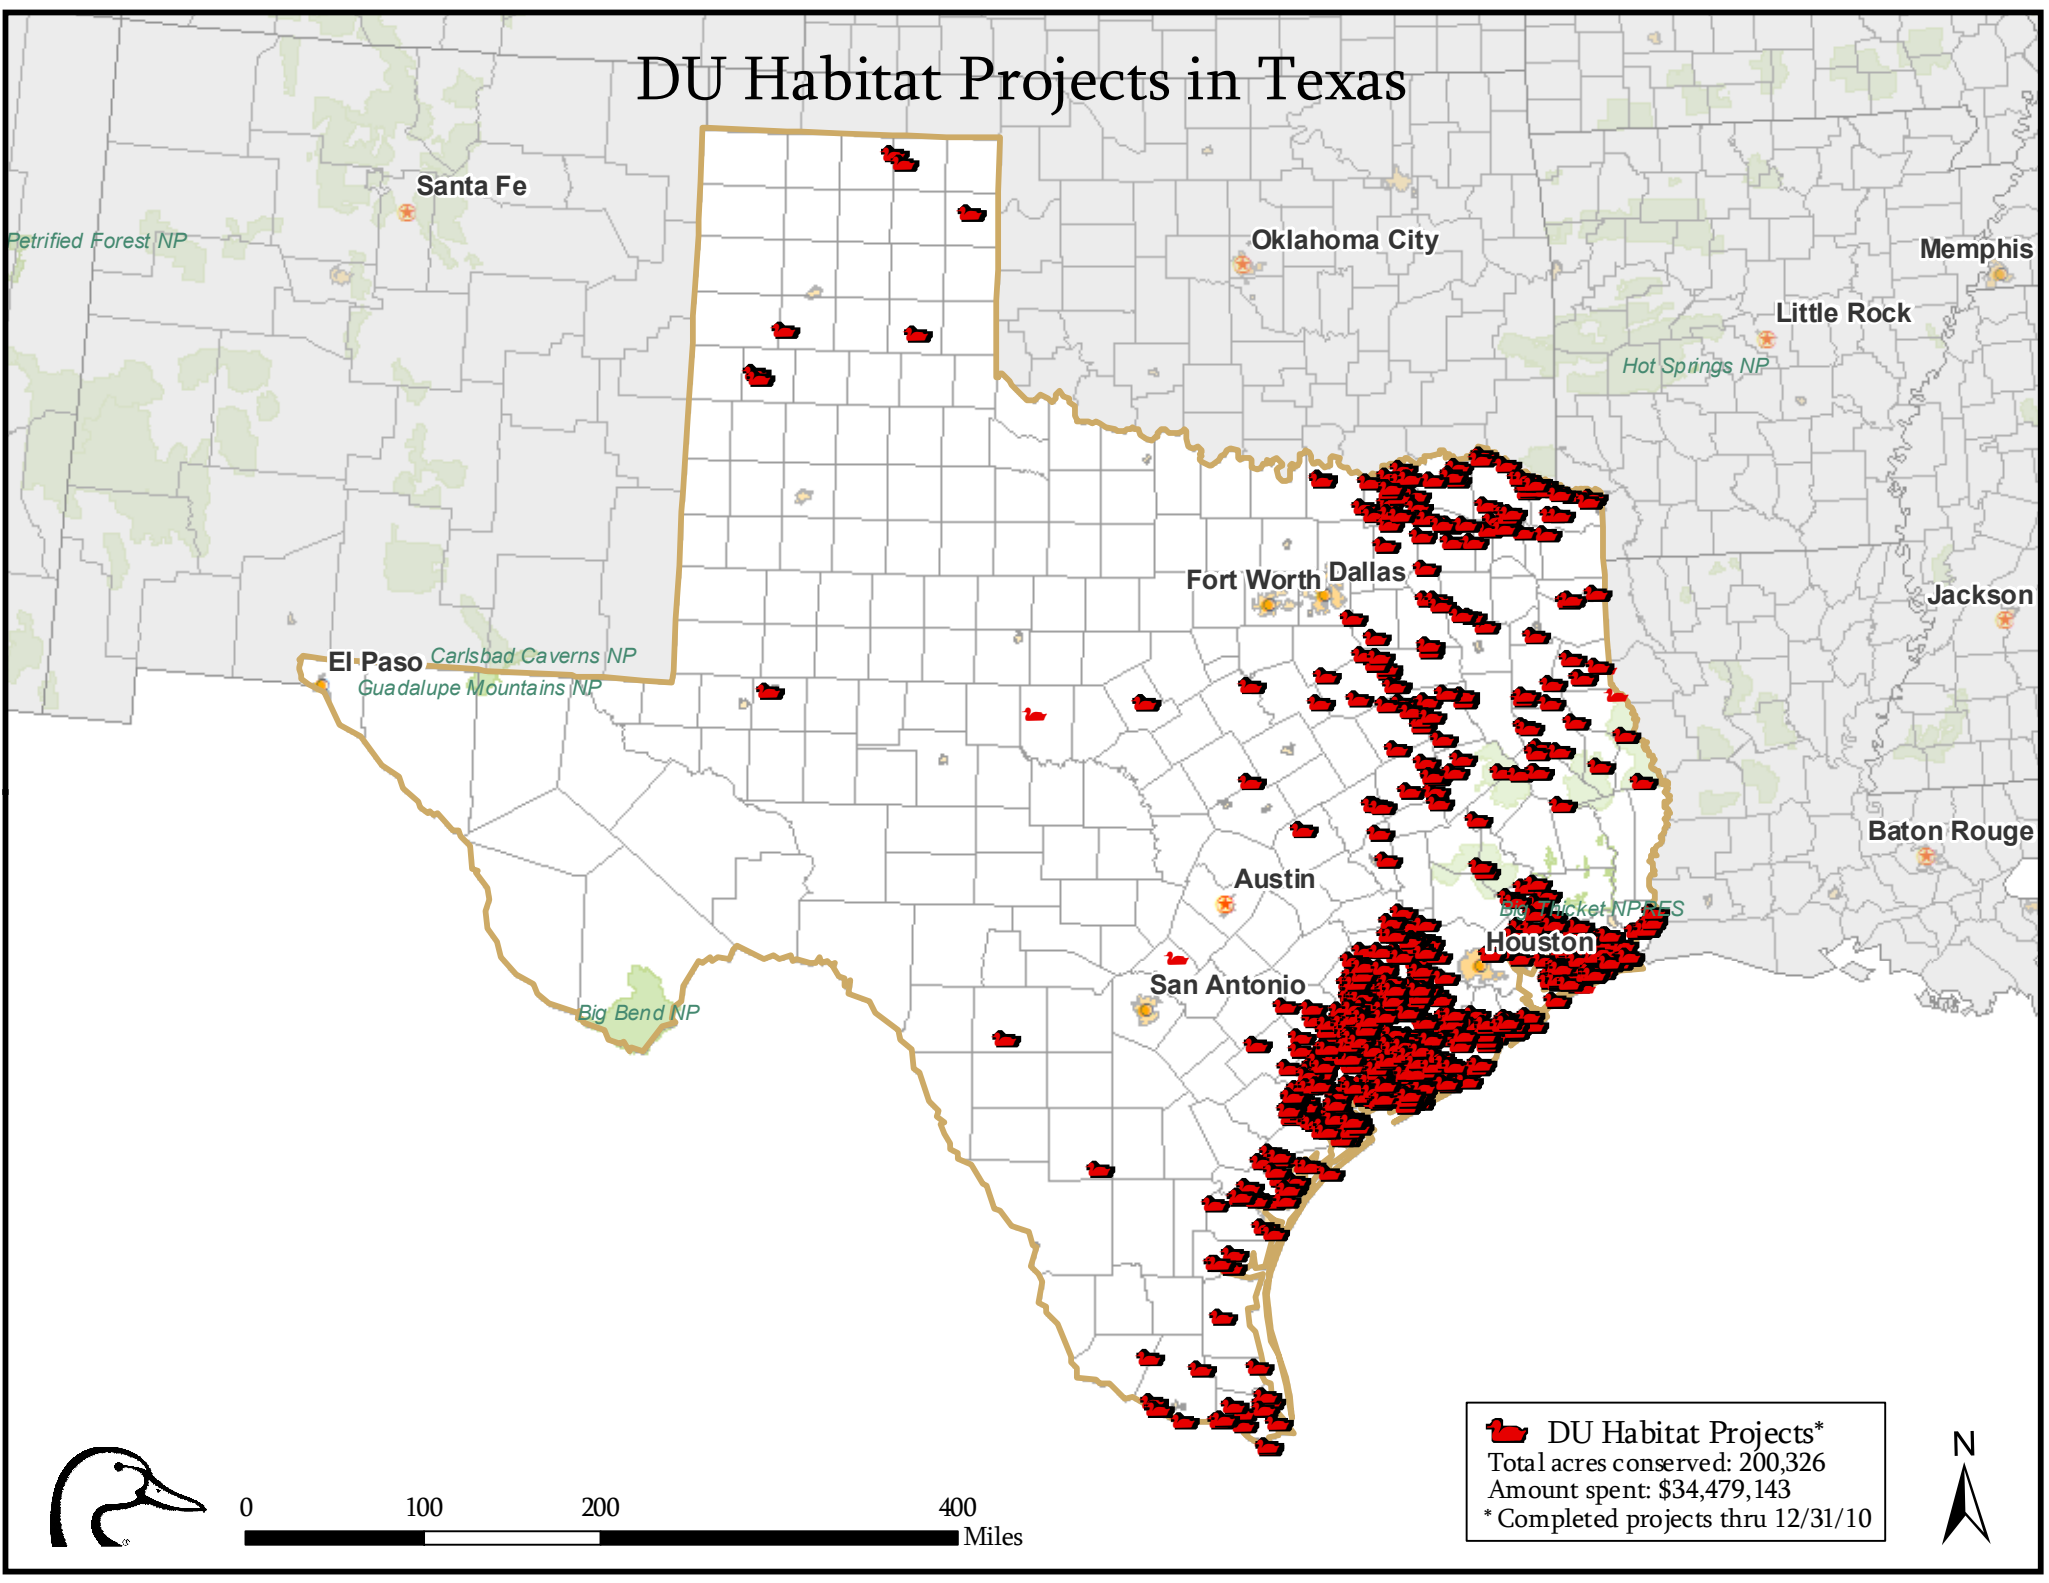 DU Habitat Projects in Texas
Santa Fe
Petrified Forest NP
Oklahoma City
Memphis
Little Rock
Hot Springs NP
Fort Worth
Dallas
Jackson
El Paso
Carlsbad Caverns NP
Guadalupe Mountains NP
Baton Rouge
Austin
Big Thicket NPRES
Houston
San Antonio
Big Bend NP
DU Habitat Projects*
Total acres conserved: 200,326
Amount spent: $34,479,143
* Completed projects thru 12/31/10
N
0 100 200 400
Miles